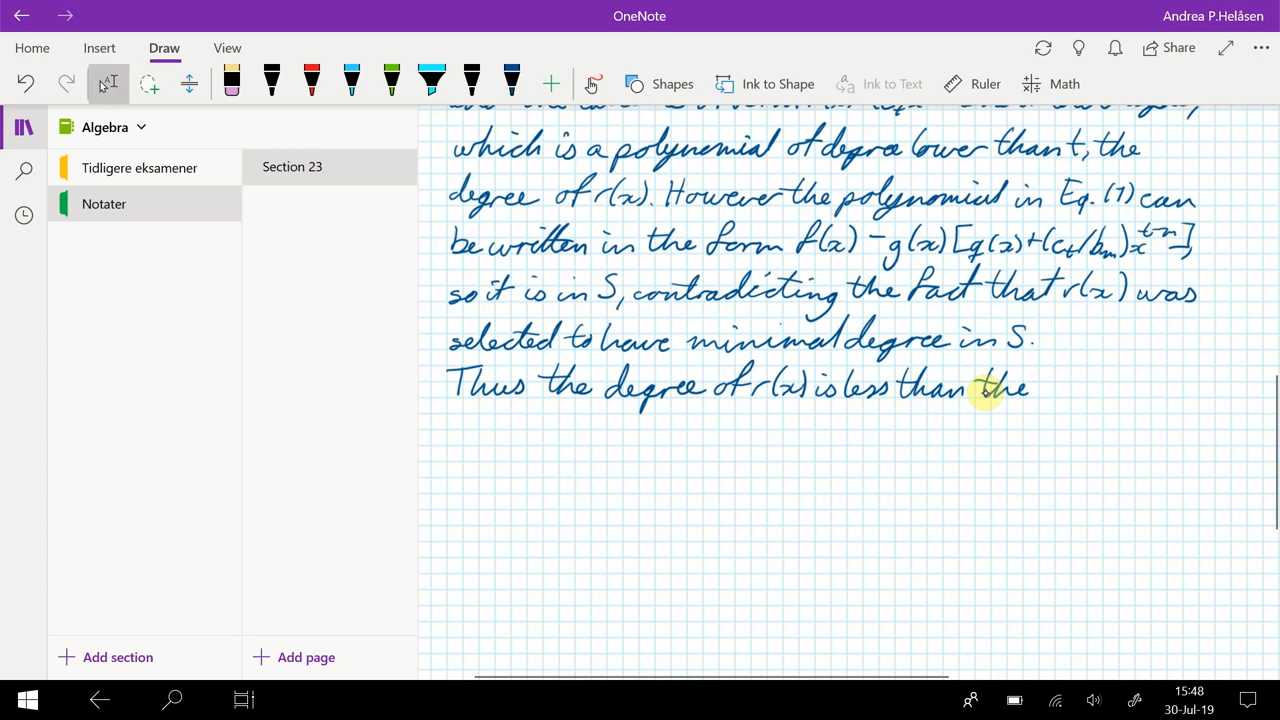 OneNote
Andrea P.Helåsen
Home Insert Draw View
Share
Shapes Ink to Shape Ink to Text Ruler Math
Algebra
Tidligere eksamener
Notater
Section 23
which is a polynomial of degree lower than t, the
degree of r(x). However the polynomial in Eq. (1) can
be written in the form f(x) - g(x)[q(x)+(c_t/b_m)x^{t-m}],
so it is in S, contradicting the fact that r(x) was
selected to have minimal degree in S.
Thus the degree of r(x) is less than the
Add section
Add page
15:48
30-Jul-19